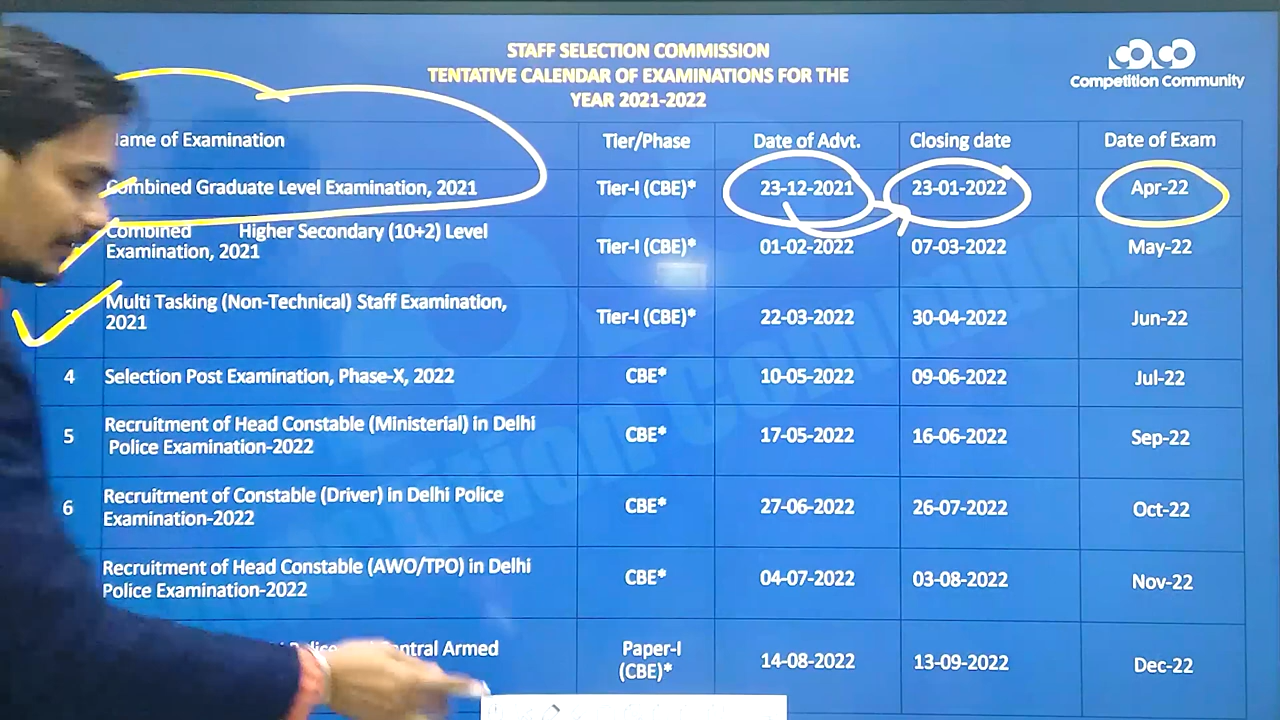 STAFF SELECTION COMMISSION
TENTATIVE CALENDAR OF EXAMINATIONS FOR THE
YEAR 2021-2022
Competition Community
Name of Examination Tier/Phase Date of Advt. Closing date Date of Exam
Combined Graduate Level Examination, 2021 Tier-I (CBE)* 23-12-2021 23-01-2022 Apr-22
Combined Higher Secondary (10+2) Level
Examination, 2021 Tier-I (CBE)* 01-02-2022 07-03-2022 May-22
Multi Tasking (Non-Technical) Staff Examination,
2021 Tier-I (CBE)* 22-03-2022 30-04-2022 Jun-22
4 Selection Post Examination, Phase-X, 2022 CBE* 10-05-2022 09-06-2022 Jul-22
5 Recruitment of Head Constable (Ministerial) in Delhi
Police Examination-2022 CBE* 17-05-2022 16-06-2022 Sep-22
6 Recruitment of Constable (Driver) in Delhi Police
Examination-2022 CBE* 27-06-2022 26-07-2022 Oct-22
Recruitment of Head Constable (AWO/TPO) in Delhi
Police Examination-2022 CBE* 04-07-2022 03-08-2022 Nov-22
Armed Paper-I
(CBE)* 14-08-2022 13-09-2022 Dec-22